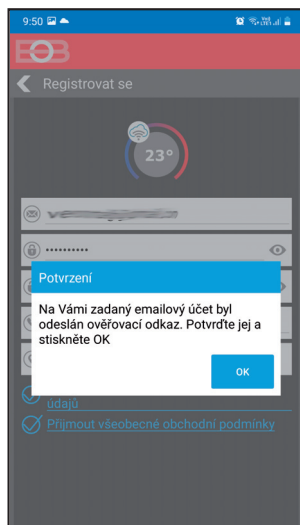 9:50
EOB
Registrovat se
23°
••••••••••
Potvrzení
Na Vámi zadaný emailový účet byl
odeslán ověřovací odkaz. Potvrďte jej a
stiskněte OK
OK
údajů
Přijmout všeobecné obchodní podmínky